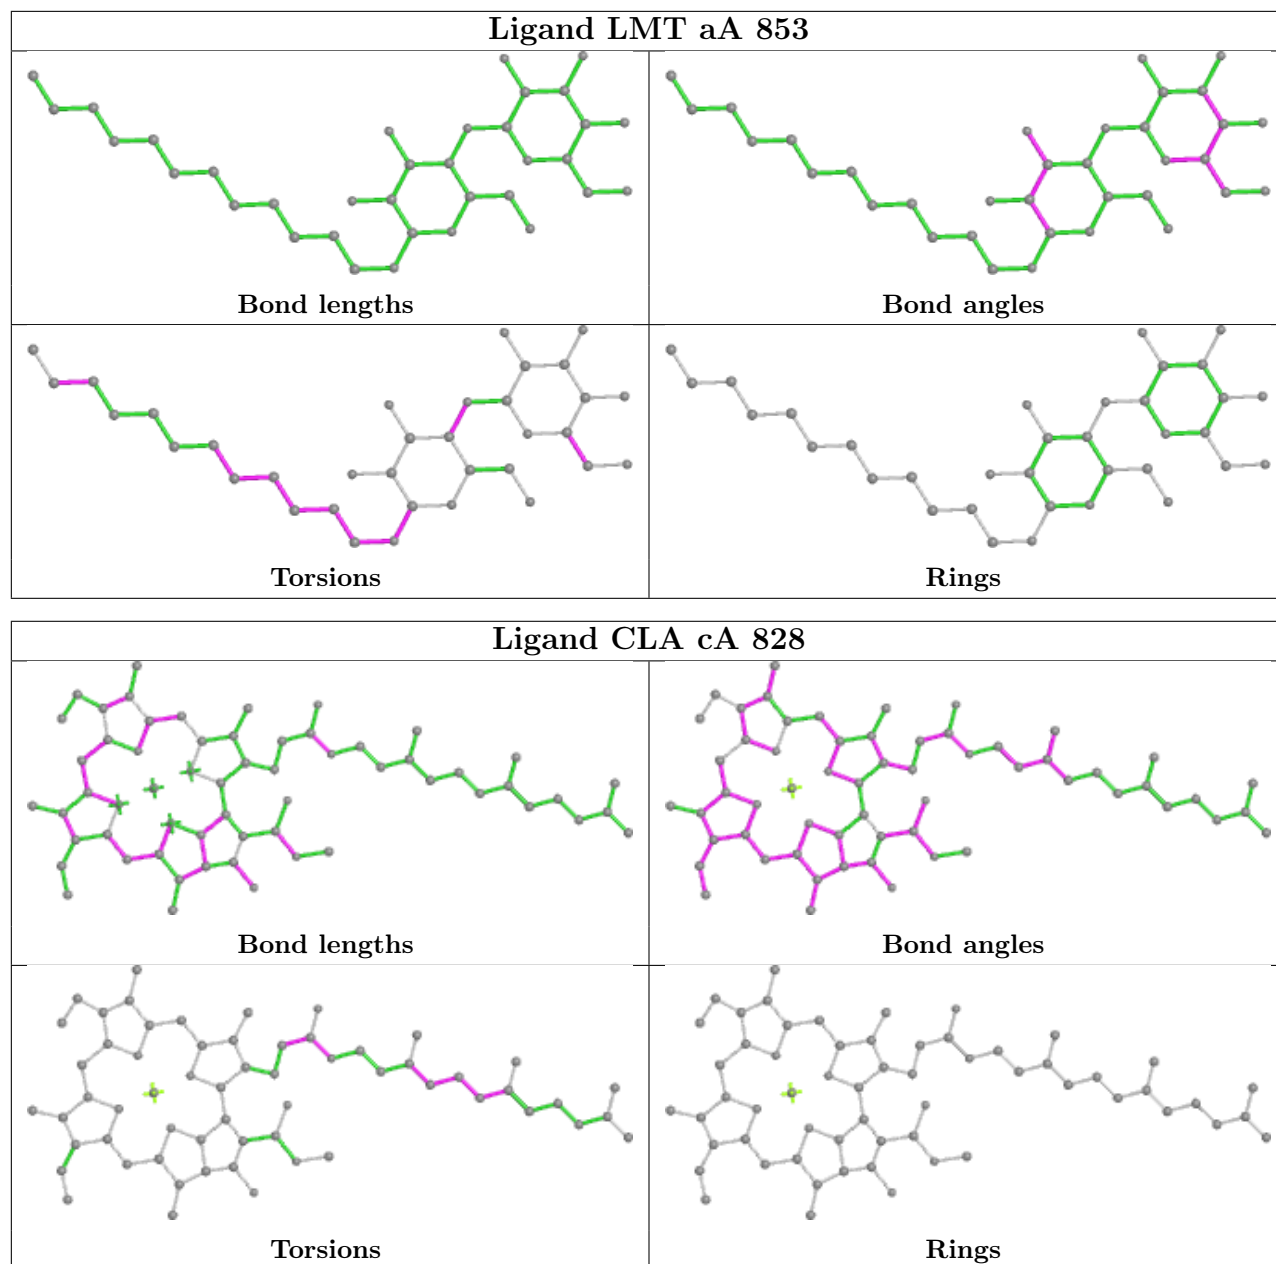 Ligand LMT aA 853
Bond lengths
Bond angles
Torsions
Rings
Ligand CLA cA 828
Bond lengths
Bond angles
Torsions
Rings